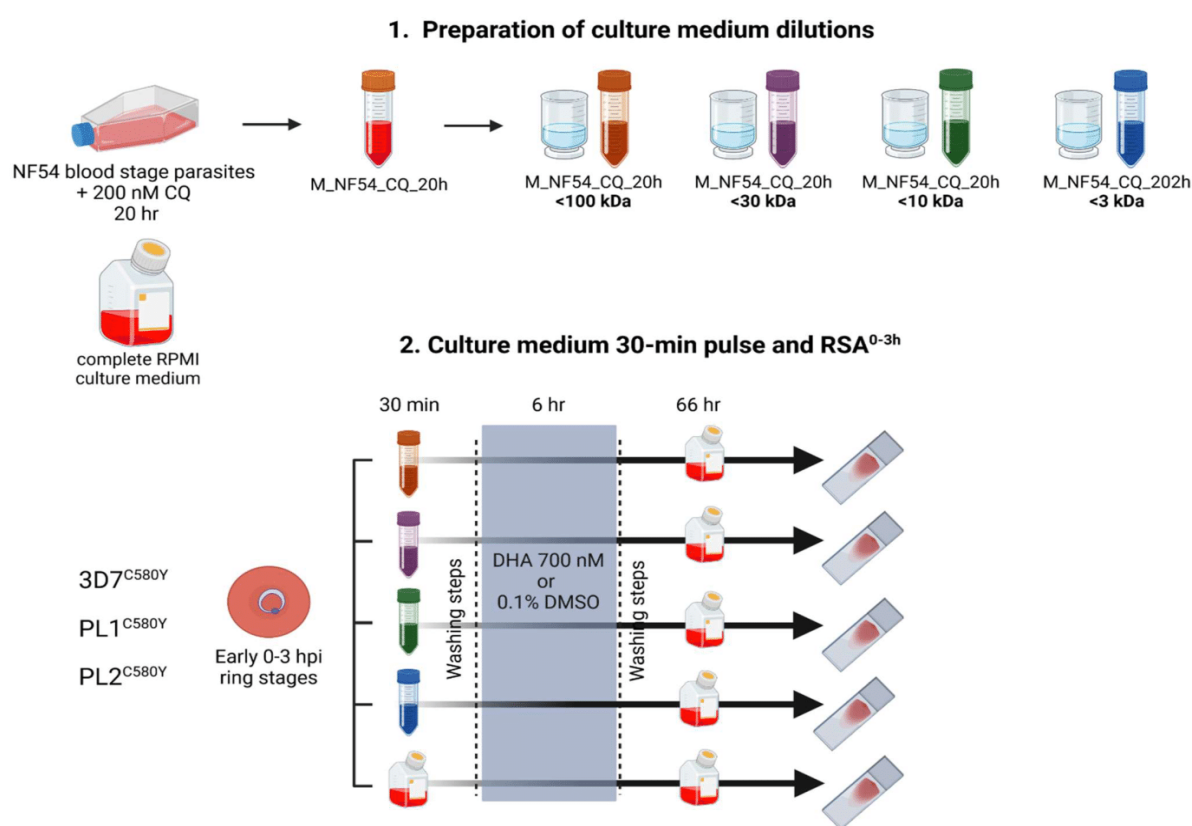 1. Preparation of culture medium dilutions
NF54 blood stage parasites
+ 200 nM CQ
20 hr
M_NF54_CQ_20h
M_NF54_CQ_20h
<100 kDa
M_NF54_CQ_20h
<30 kDa
M_NF54_CQ_20h
<10 kDa
M_NF54_CQ_202h
<3 kDa
complete RPMI
culture medium
2. Culture medium 30-min pulse and RSA0-3h
30 min
6 hr
66 hr
3D7C580Y
PL1C580Y
PL2C580Y
Early 0-3 hpi
ring stages
Washing steps
DHA 700 nM
or
0.1% DMSO
Washing steps